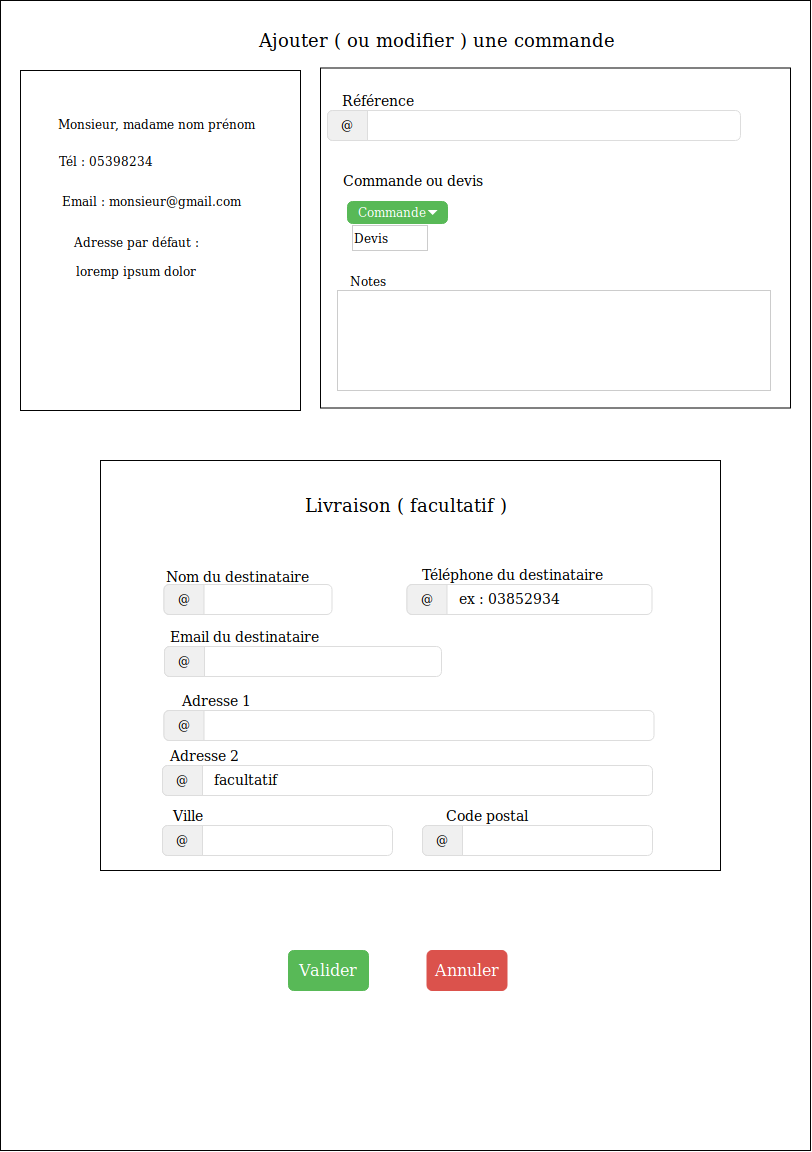 Ajouter ( ou modifier ) une commande
Monsieur, madame nom prénom
Tél : 05398234
Email : monsieur@gmail.com
Adresse par défaut :
loremp ipsum dolor
Référence
@
Commande ou devis
Commande
Devis
Notes
Livraison ( facultatif )
Nom du destinataire
@
Téléphone du destinataire
@ ex : 03852934
Email du destinataire
@
Adresse 1
@
Adresse 2
@ facultatif
Ville
@
Code postal
@
Valider
Annuler